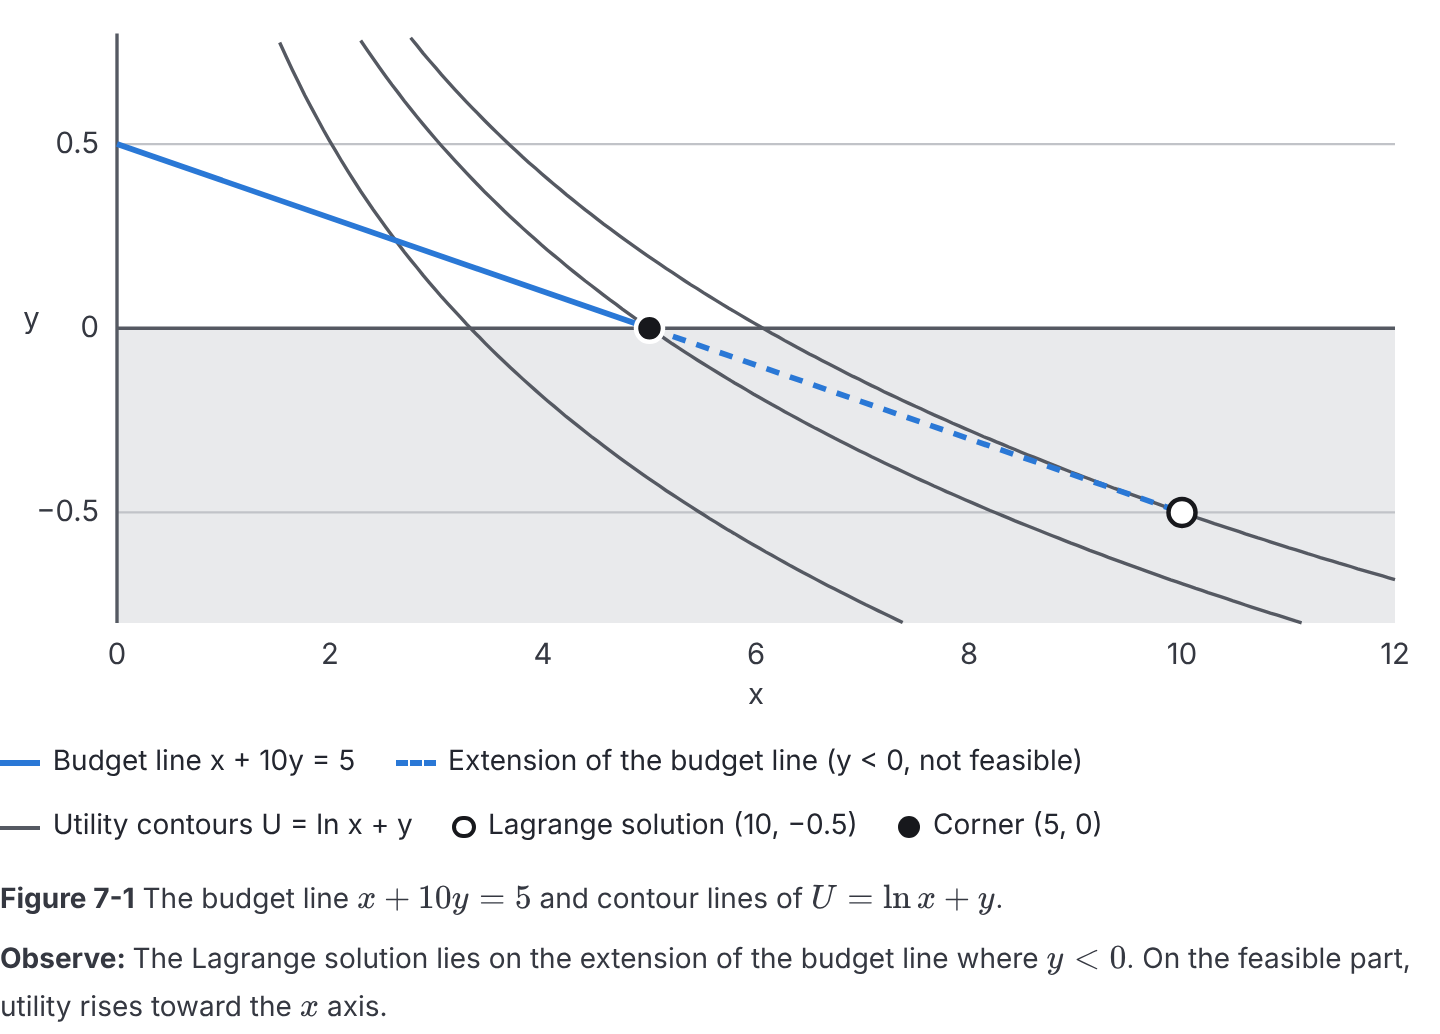 0.5
y
0
−0.5
0 2 4 6 8 10 12
x
Budget line x + 10y = 5 Extension of the budget line (y < 0, not feasible)
Utility contours U = ln x + y Lagrange solution (10, −0.5) Corner (5, 0)
Figure 7-1 The budget line x + 10y = 5 and contour lines of U = ln x + y.
Observe: The Lagrange solution lies on the extension of the budget line where y < 0. On the feasible part,
utility rises toward the x axis.